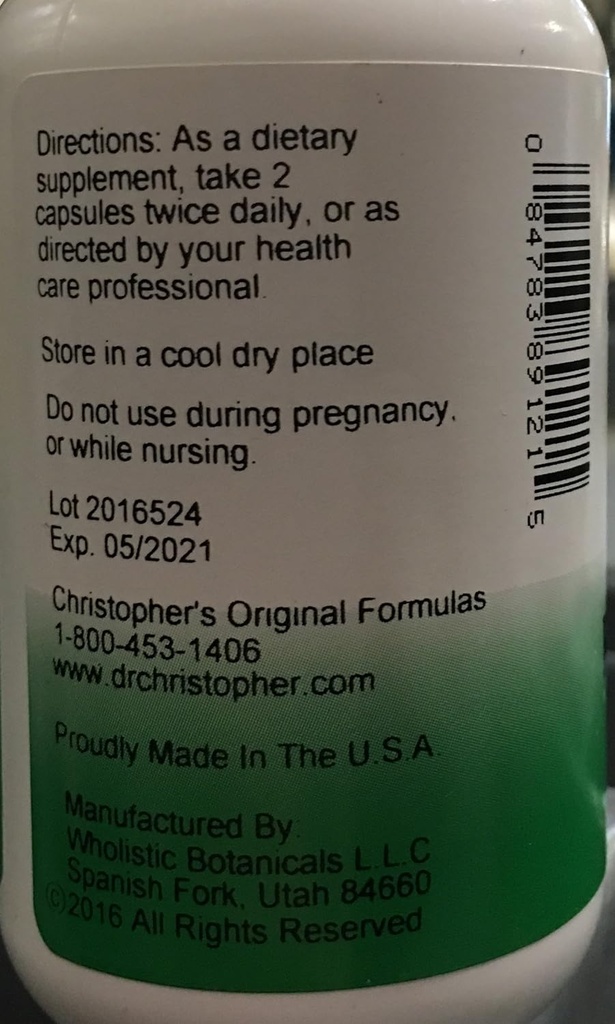 Directions: As a dietary
supplement, take 2
capsules twice daily, or as
directed by your health
care professional.
Store in a cool dry place
Do not use during pregnancy,
or while nursing.
Lot 2016524
Exp. 05/2021
Christopher's Original Formulas
1-800-453-1406
www.drchristopher.com
Proudly Made In The U.S.A.
Manufactured By:
Wholistic Botanicals L.L.C
Spanish Fork, Utah 84660
(c)2016 All Rights Reserved
0 84783 89121 5